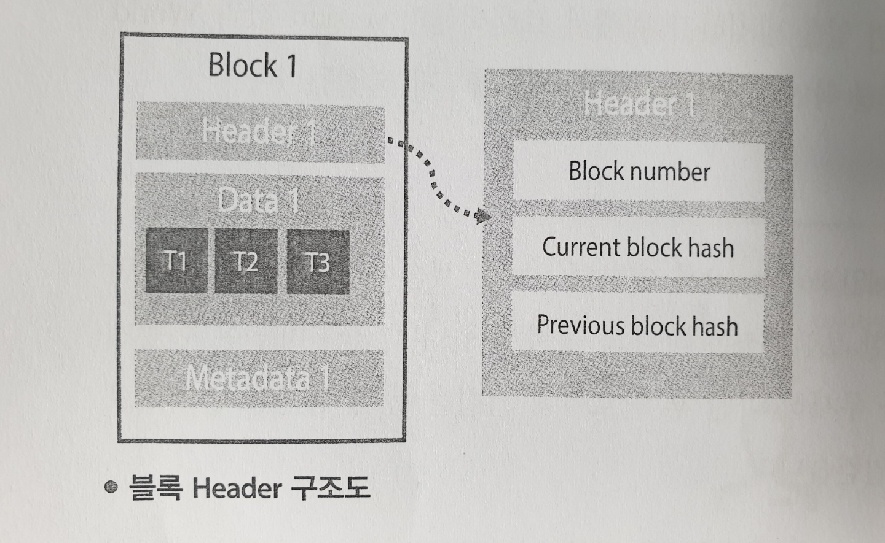 Block 1
Header 1
Data 1
T1 T2 T3
Metadata 1
Header 1
Block number
Current block hash
Previous block hash
블록 Header 구조도